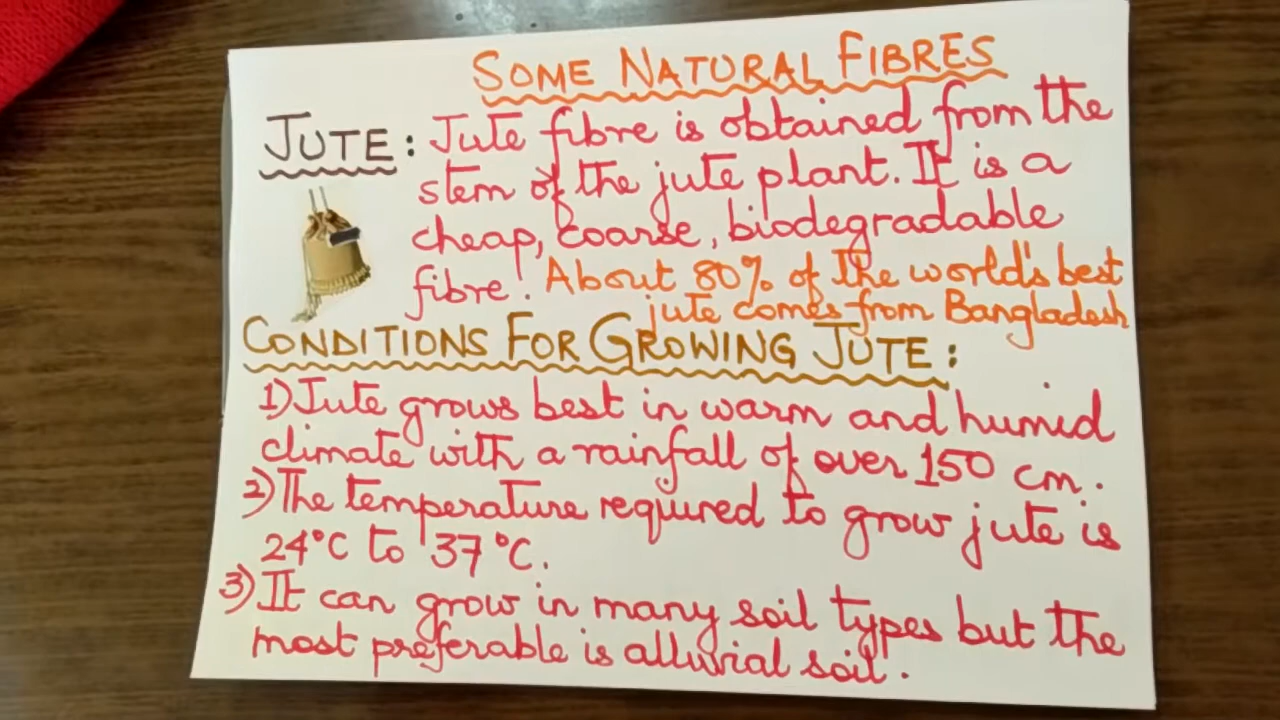 SOME NATURAL FIBRES
JUTE: Jute fibre is obtained from the
stem of the jute plant. It is a
cheap, coarse, biodegradable
fibre. About 80% of the world's best
jute comes from Bangladesh
CONDITIONS FOR GROWING JUTE:
1) Jute grows best in warm and humid
climate with a rainfall of over 150 cm.
2) The temperature required to grow jute is
24°C to 37°C.
3) It can grow in many soil types but the
most preferable is alluvial soil.